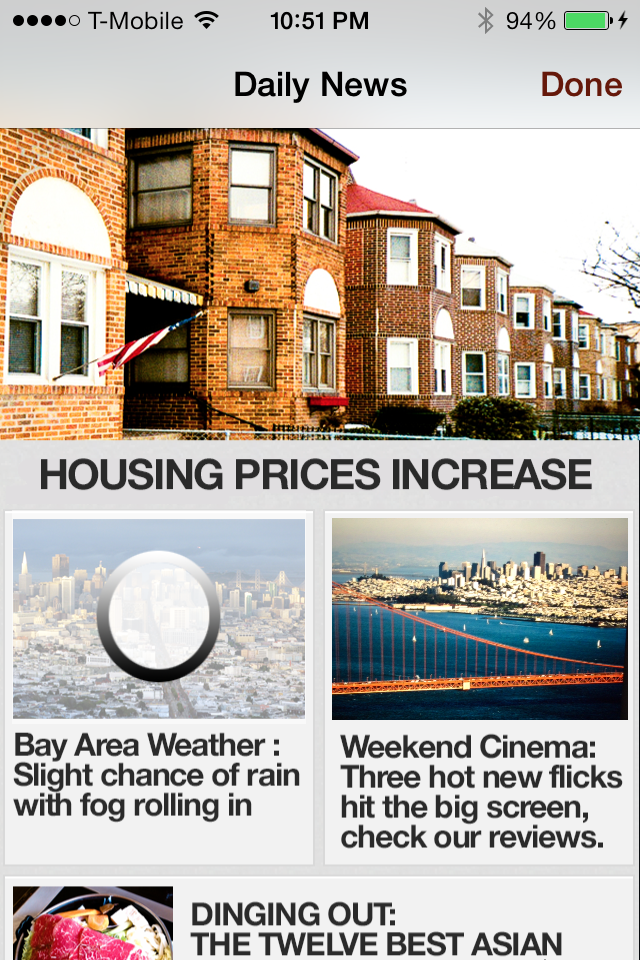 T-Mobile 10:51 PM 94%
Daily News Done
HOUSING PRICES INCREASE
Bay Area Weather :
Slight chance of rain
with fog rolling in
Weekend Cinema:
Three hot new flicks
hit the big screen,
check our reviews.
DINGING OUT:
THE TWELVE BEST ASIAN